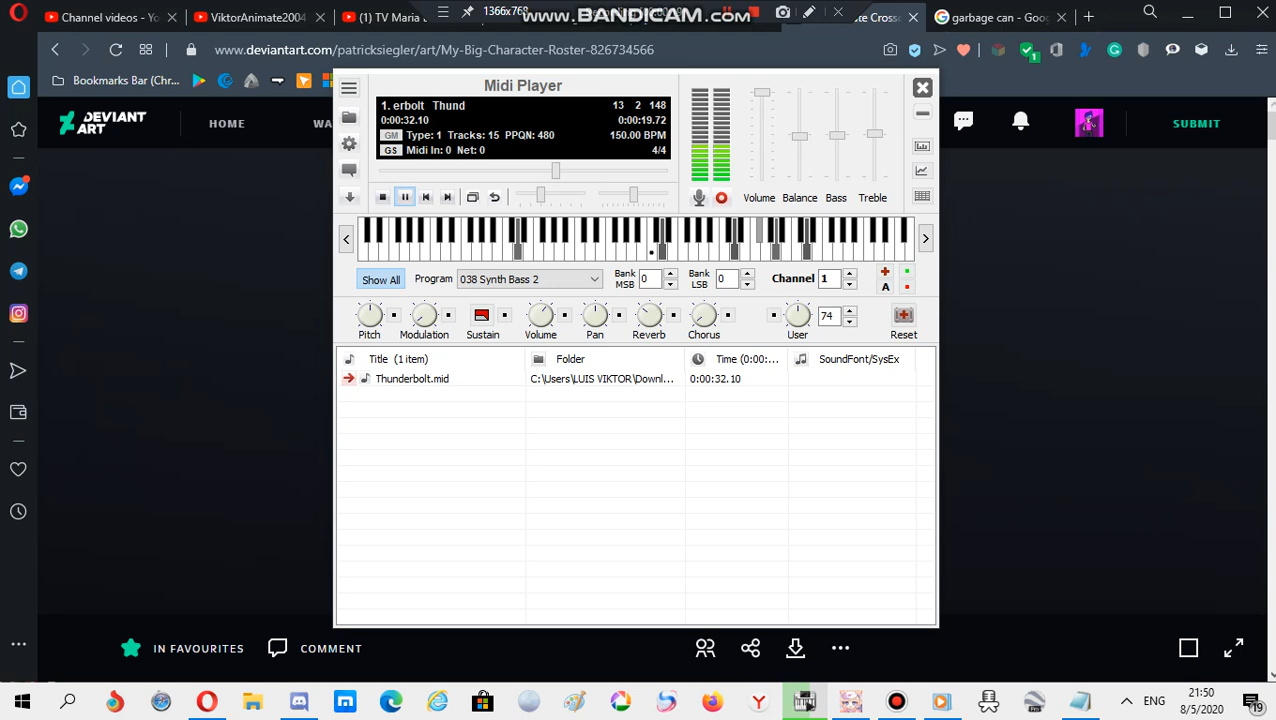 1366x768
www.BANDICAM.com
Channel videos - Y
ViktorAnimate2004
(1) TV Maria
te Cross
garbage can - Goo
www.deviantart.com/patricksiegler/art/My-Big-Character-Roster-826734566
1
Bookmarks Bar (Chr...
DEVIANT ART
HOME
WA
SUBMIT
Midi Player
1. erbolt Thund 13 2 148
0:00:32.10 0:00:19.72
GM Type: 1 Tracks: 15 PPQN: 480 150.00 BPM
GS Midi In: 0 Net: 0 4/4
Volume Balance Bass Treble
Show All Program 038 Synth Bass 2 Bank MSB 0 Bank LSB 0 Channel 1
A
Pitch Modulation Sustain Volume Pan Reverb Chorus User 74 Reset
Title (1 item) Folder Time (0:00:... SoundFont/SysEx
Thunderbolt.mid C:\Users\LUIS VIKTOR\Downl... 0:00:32.10
IN FAVOURITES COMMENT
ENG
21:50
8/5/2020
19